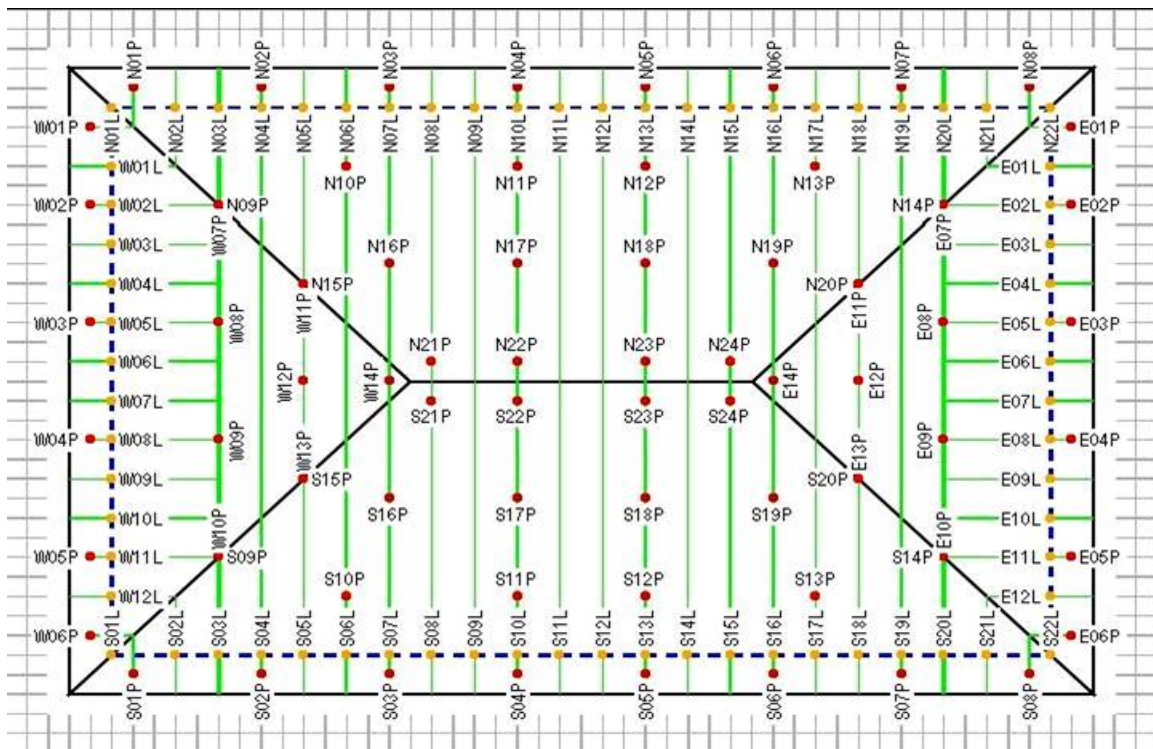 N01P N02P N03P N04P N05P N06P N07P N08P
W01P N01L N02L N03L N04L N05L N06L N07L N08L N09L N10L N11L N12L N13L N14L N15L N16L N17L N18L N19L N20L N21L N22L E01P
W01L N10P N11P N12P N13P E01L
W02P W02L N09P N14P E02L E02P
W07P E07P
W03L N16P N17P N18P N19P E03L
W04L N15P N20P E04L
W11P E11P
W03P W05L W08P E08P E05L E03P
W06L N21P N22P N23P N24P E06L
W12P W14P E14P E12P
W07L S21P S22P S23P S24P E07L
W04P W08L W09P E09P E08L E04P
W13P E13P
W09L S15P S20P E09L
W10L W10P S16P S17P S18P S19P E10P E10L
W05P W11L S09P S14P E11L E05P
W12L S10P S11P S12P S13P E12L
W06P S01L S02L S03L S04L S05L S06L S07L S08L S09L S10L S11L S12L S13L S14L S15L S16L S17L S18L S19L S20L S21L S22L E06P
S01P S02P S03P S04P S05P S06P S07P S08P